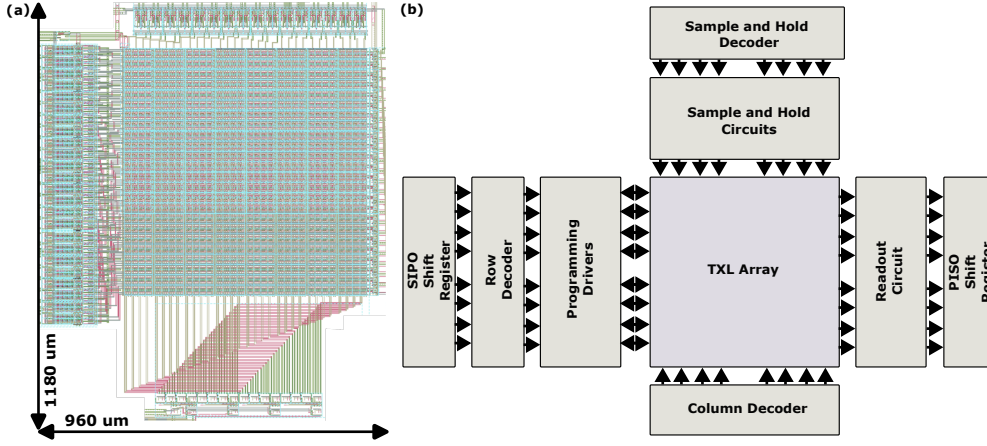 (a)
1180 um
960 um
(b)
Sample and Hold
Decoder
Sample and Hold
Circuits
SIPO
Shift
Register
Row
Decoder
Programming
Drivers
TXL Array
Readout
Circuit
PISO
Shift
Register
Column Decoder